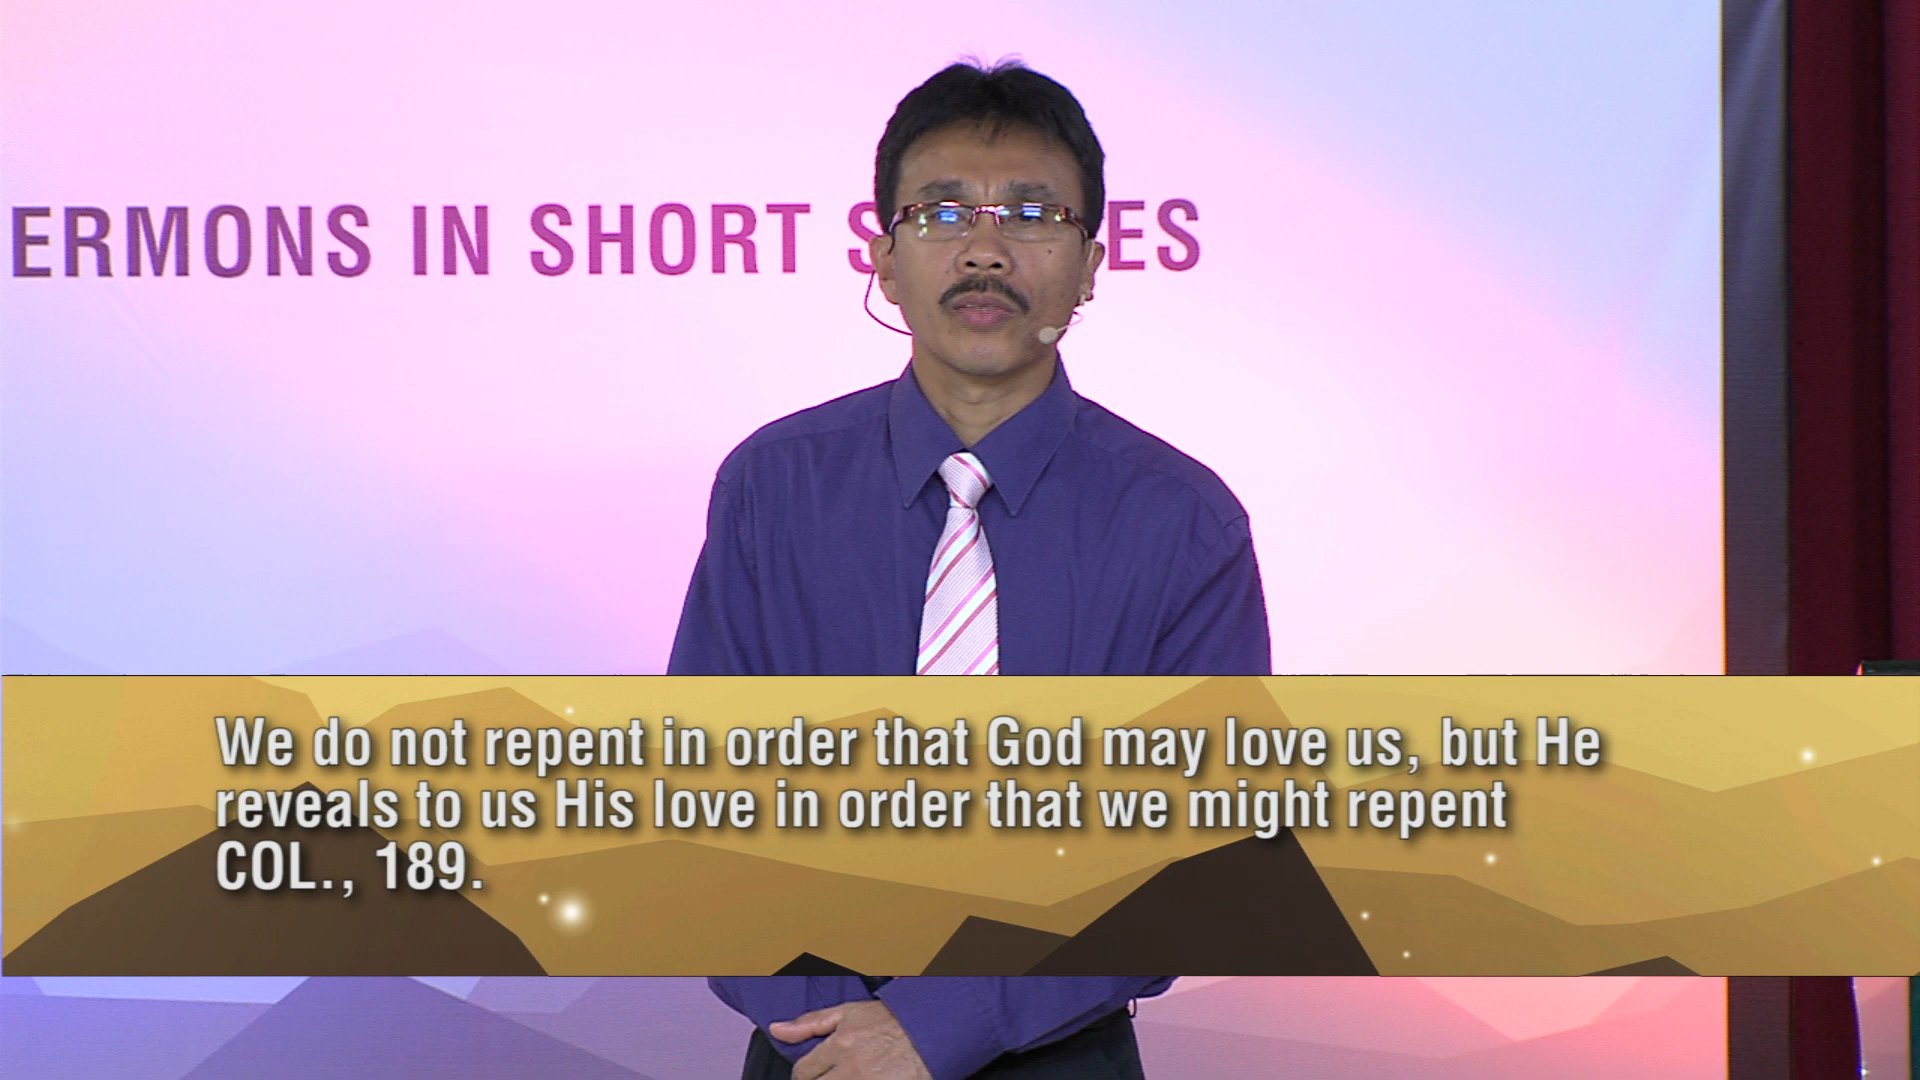 ERMONS IN SHORT S ES
We do not repent in order that God may love us, but He
reveals to us His love in order that we might repent
COL., 189.